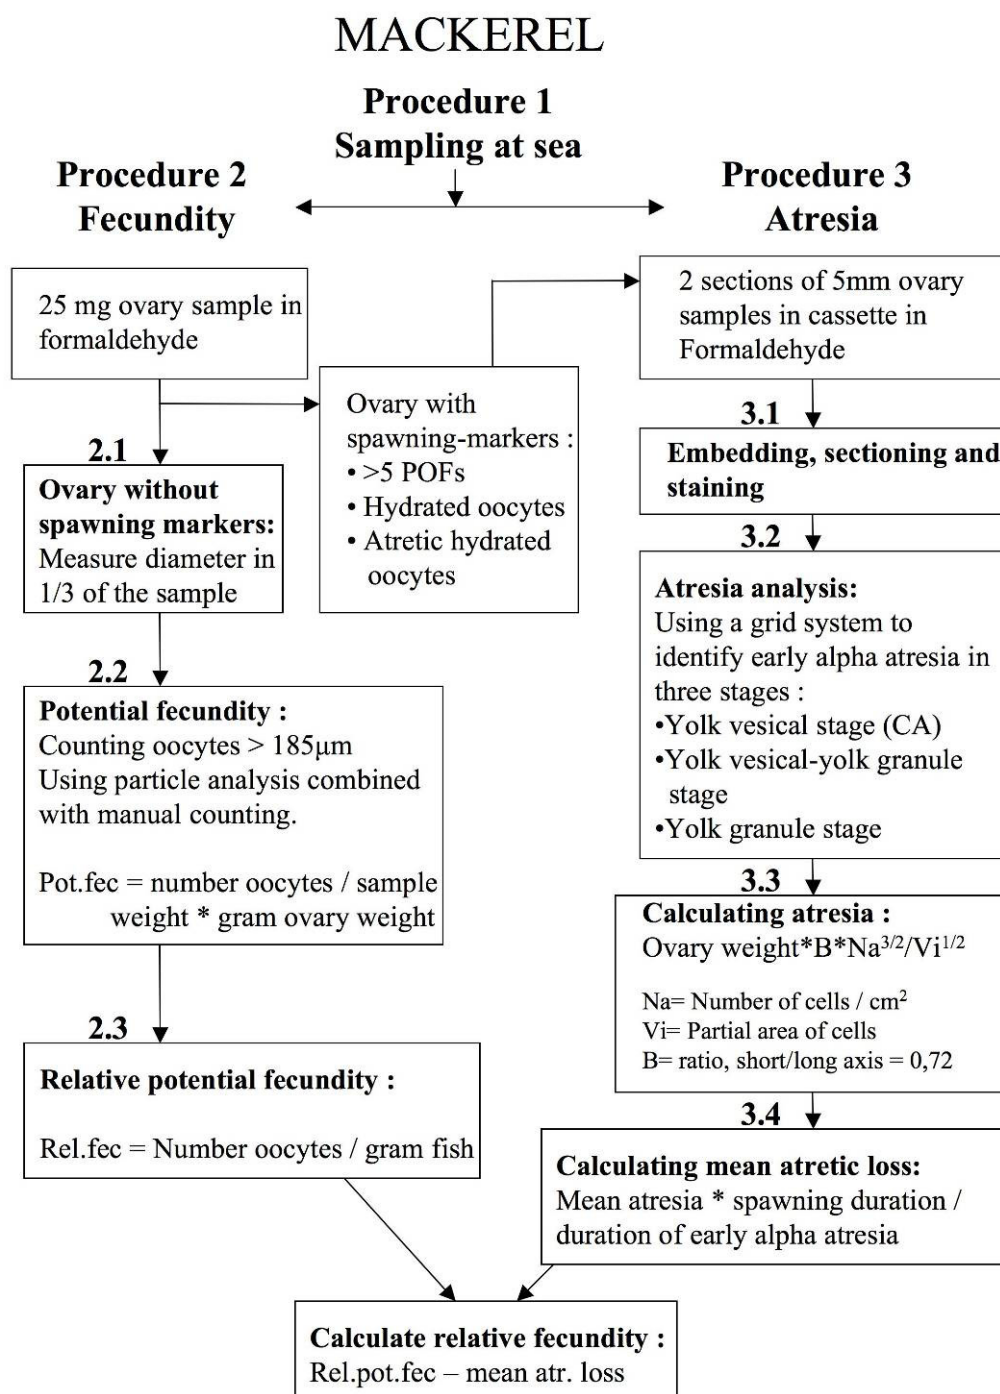 MACKEREL
Procedure 1
Sampling at sea
Procedure 2
Fecundity
Procedure 3
Atresia
25 mg ovary sample in
formaldehyde
Ovary with
spawning-markers :
• >5 POFs
• Hydrated oocytes
• Atretic hydrated
oocytes
2 sections of 5mm ovary
samples in cassette in
Formaldehyde
2.1
Ovary without
spawning markers:
Measure diameter in
1/3 of the sample
2.2
Potential fecundity :
Counting oocytes > 185µm
Using particle analysis combined
with manual counting.
Pot.fec = number oocytes / sample
weight * gram ovary weight
2.3
Relative potential fecundity :
Rel.fec = Number oocytes / gram fish
3.1
Embedding, sectioning and
staining
3.2
Atresia analysis:
Using a grid system to
identify early alpha atresia in
three stages :
•Yolk vesical stage (CA)
•Yolk vesical-yolk granule
stage
•Yolk granule stage
3.3
Calculating atresia :
Ovary weight*B*Na^3/2/Vi^1/2
Na= Number of cells / cm²
Vi= Partial area of cells
B= ratio, short/long axis = 0,72
3.4
Calculating mean atretic loss:
Mean atresia * spawning duration /
duration of early alpha atresia
Calculate relative fecundity :
Rel.pot.fec – mean atr. loss